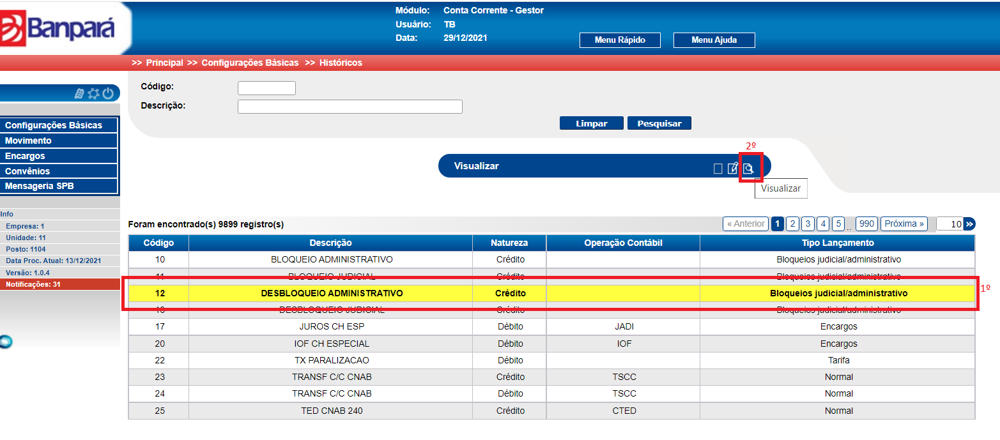 Banpará
Módulo: Conta Corrente - Gestor
Usuário: TB
Data: 29/12/2021
Menu Rápido Menu Ajuda
>> Principal >> Configurações Básicas >> Históricos
Código:
Descrição:
Limpar Pesquisar
Configurações Básicas
Movimento
Encargos
Convênios
Mensageria SPB
2º
Visualizar
Visualizar
Info
Empresa: 1
Unidade: 11
Posto: 1104
Data Proc. Atual: 13/12/2021
Versão: 1.0.4
Notificações: 31
Foram encontrado(s) 9899 registro(s)
« Anterior 1 2 3 4 5 .. 990 Próxima » 10 »
Código Descrição Natureza Operação Contábil Tipo Lançamento
10 BLOQUEIO ADMINISTRATIVO Crédito Bloqueios judicial/administrativo
11 BLOQUEIO JUDICIAL Crédito Bloqueios judicial/administrativo
12 DESBLOQUEIO ADMINISTRATIVO Crédito Bloqueios judicial/administrativo
1º
DESBLOQUEIO JUDICIAL Crédito Bloqueios judicial/administrativo
17 JUROS CH ESP Débito JADI Encargos
20 IOF CH ESPECIAL Débito IOF Encargos
22 TX PARALIZACAO Débito Tarifa
23 TRANSF C/C CNAB Crédito TSCC Normal
24 TRANSF C/C CNAB Débito TSCC Normal
25 TED CNAB 240 Crédito CTED Normal